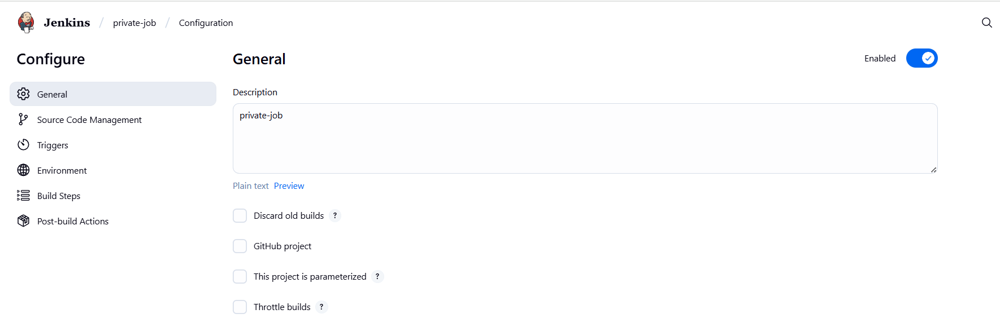 Jenkins / private-job / Configuration
Configure
General
Source Code Management
Triggers
Environment
Build Steps
Post-build Actions
General
Enabled
Description
private-job
Plain text Preview
Discard old builds ?
GitHub project
This project is parameterized ?
Throttle builds ?